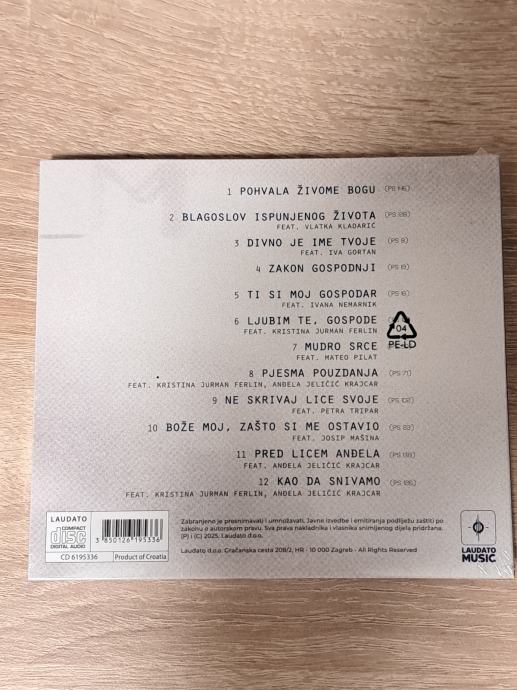 1 POHVALA ŽIVOME BOGU (PS 146)
2 BLAGOSLOV ISPUNJENOG ŽIVOTA (PS 128)
FEAT. VLATKA KLADARIĆ
3 DIVNO JE IME TVOJE (PS 8)
FEAT. IVA GORTAN
4 ZAKON GOSPODNJI (PS 19)
5 TI SI MOJ GOSPODAR (PS 16)
FEAT. IVANA NEMARNIK
6 LJUBIM TE, GOSPODE
FEAT. KRISTINA JURMAN FERLIN
04
PE-LD
7 MUDRO SRCE
FEAT. MATEO PILAT
8 PJESMA POUZDANJA (PS 71)
FEAT. KRISTINA JURMAN FERLIN, ANĐELA JELIČIĆ KRAJCAR
9 NE SKRIVAJ LICE SVOJE (PS 102)
FEAT. PETRA TRIPAR
10 BOŽE MOJ, ZAŠTO SI ME OSTAVIO (PS 22)
FEAT. JOSIP MAŠINA
11 PRED LICEM ANĐELA (PS 138)
FEAT. ANĐELA JELIČIĆ KRAJCAR
12 KAO DA SNIVAMO (PS 126)
FEAT. KRISTINA JURMAN FERLIN, ANĐELA JELIČIĆ KRAJCAR
LAUDATO
COMPACT
disc
DIGITAL AUDIO
CD 6195336
3 850126 195336
Product of Croatia
Zabranjeno je presnimavati i umnožavati. Javne izvedbe i emitiranja podliježu zaštiti po
zakonu o autorskom pravu. Sva prava nakladnika i vlasnika snimljenog dijela pridržana.
(P) i (C) 2025. Laudato d.o.o.
Laudato d.o.o. Gračanska cesta 208/2, HR - 10 000 Zagreb - All Rights Reserved
LAUDATO
MUSIC